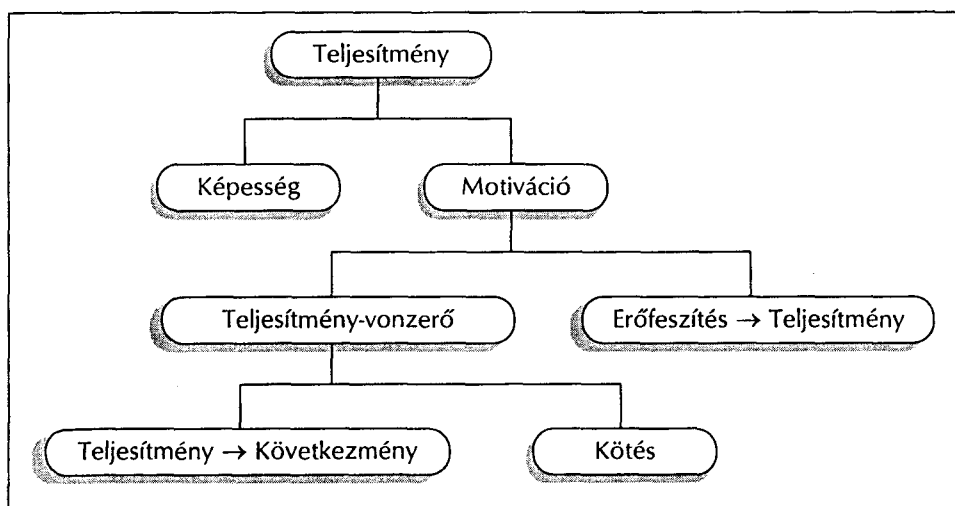 Teljesítmény
Képesség
Motiváció
Teljesítmény-vonzerő
Erőfeszítés → Teljesítmény
Teljesítmény → Következmény
Kötés